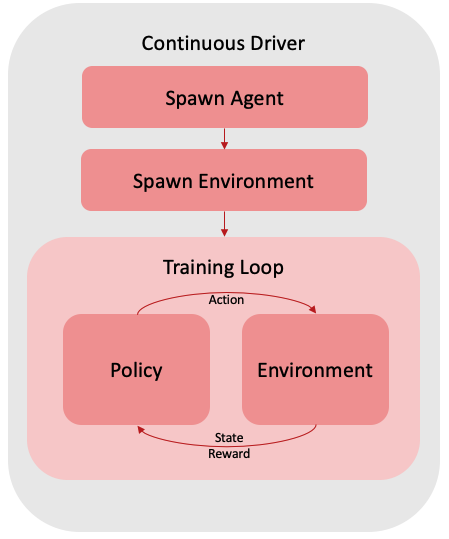 Continuous Driver
Spawn Agent
Spawn Environment
Training Loop
Action
Policy
Environment
State
Reward